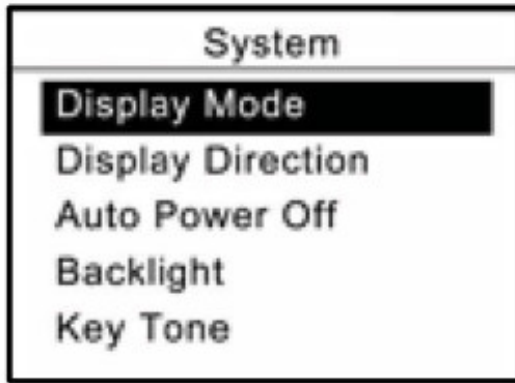 System
Display Mode
Display Direction
Auto Power Off
Backlight
Key Tone